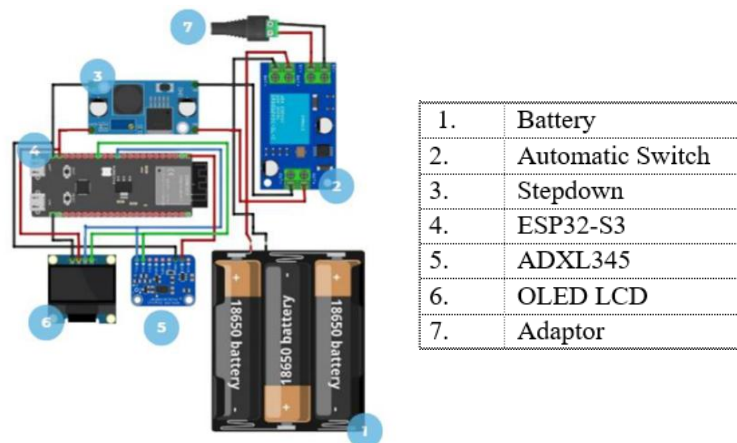 7
3
4
2
6
5
18650 battery
18650 battery
18650 battery
1
1. Battery
2. Automatic Switch
3. Stepdown
4. ESP32-S3
5. ADXL345
6. OLED LCD
7. Adaptor